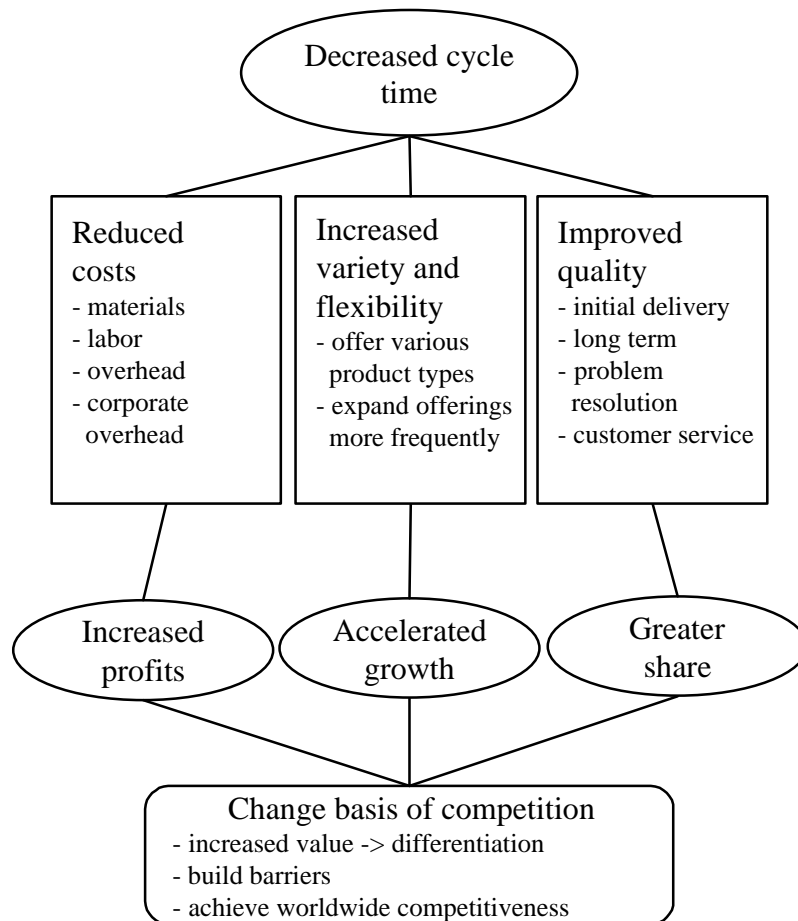 Decreased cycle
time
Reduced
costs
- materials
- labor
- overhead
- corporate
overhead
Increased
variety and
flexibility
- offer various
product types
- expand offerings
more frequently
Improved
quality
- initial delivery
- long term
- problem
resolution
- customer service
Increased
profits
Accelerated
growth
Greater
share
Change basis of competition
- increased value -> differentiation
- build barriers
- achieve worldwide competitiveness